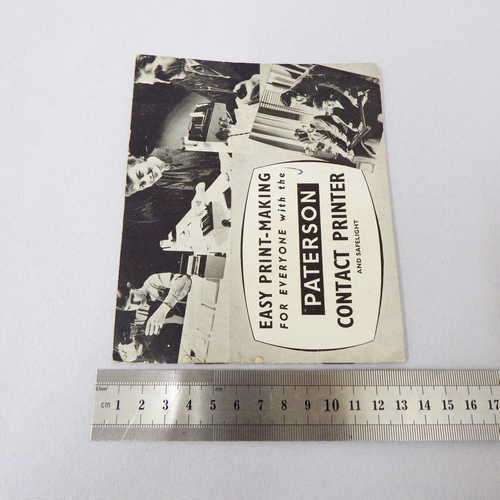 EASY PRINT-MAKING
FOR EVERYONE with the
PATERSON
CONTACT PRINTER
AND SAFELIGHT
cm 1 2 3 4 5 6 7 8 9 10 11 12 13 14 15 16 17